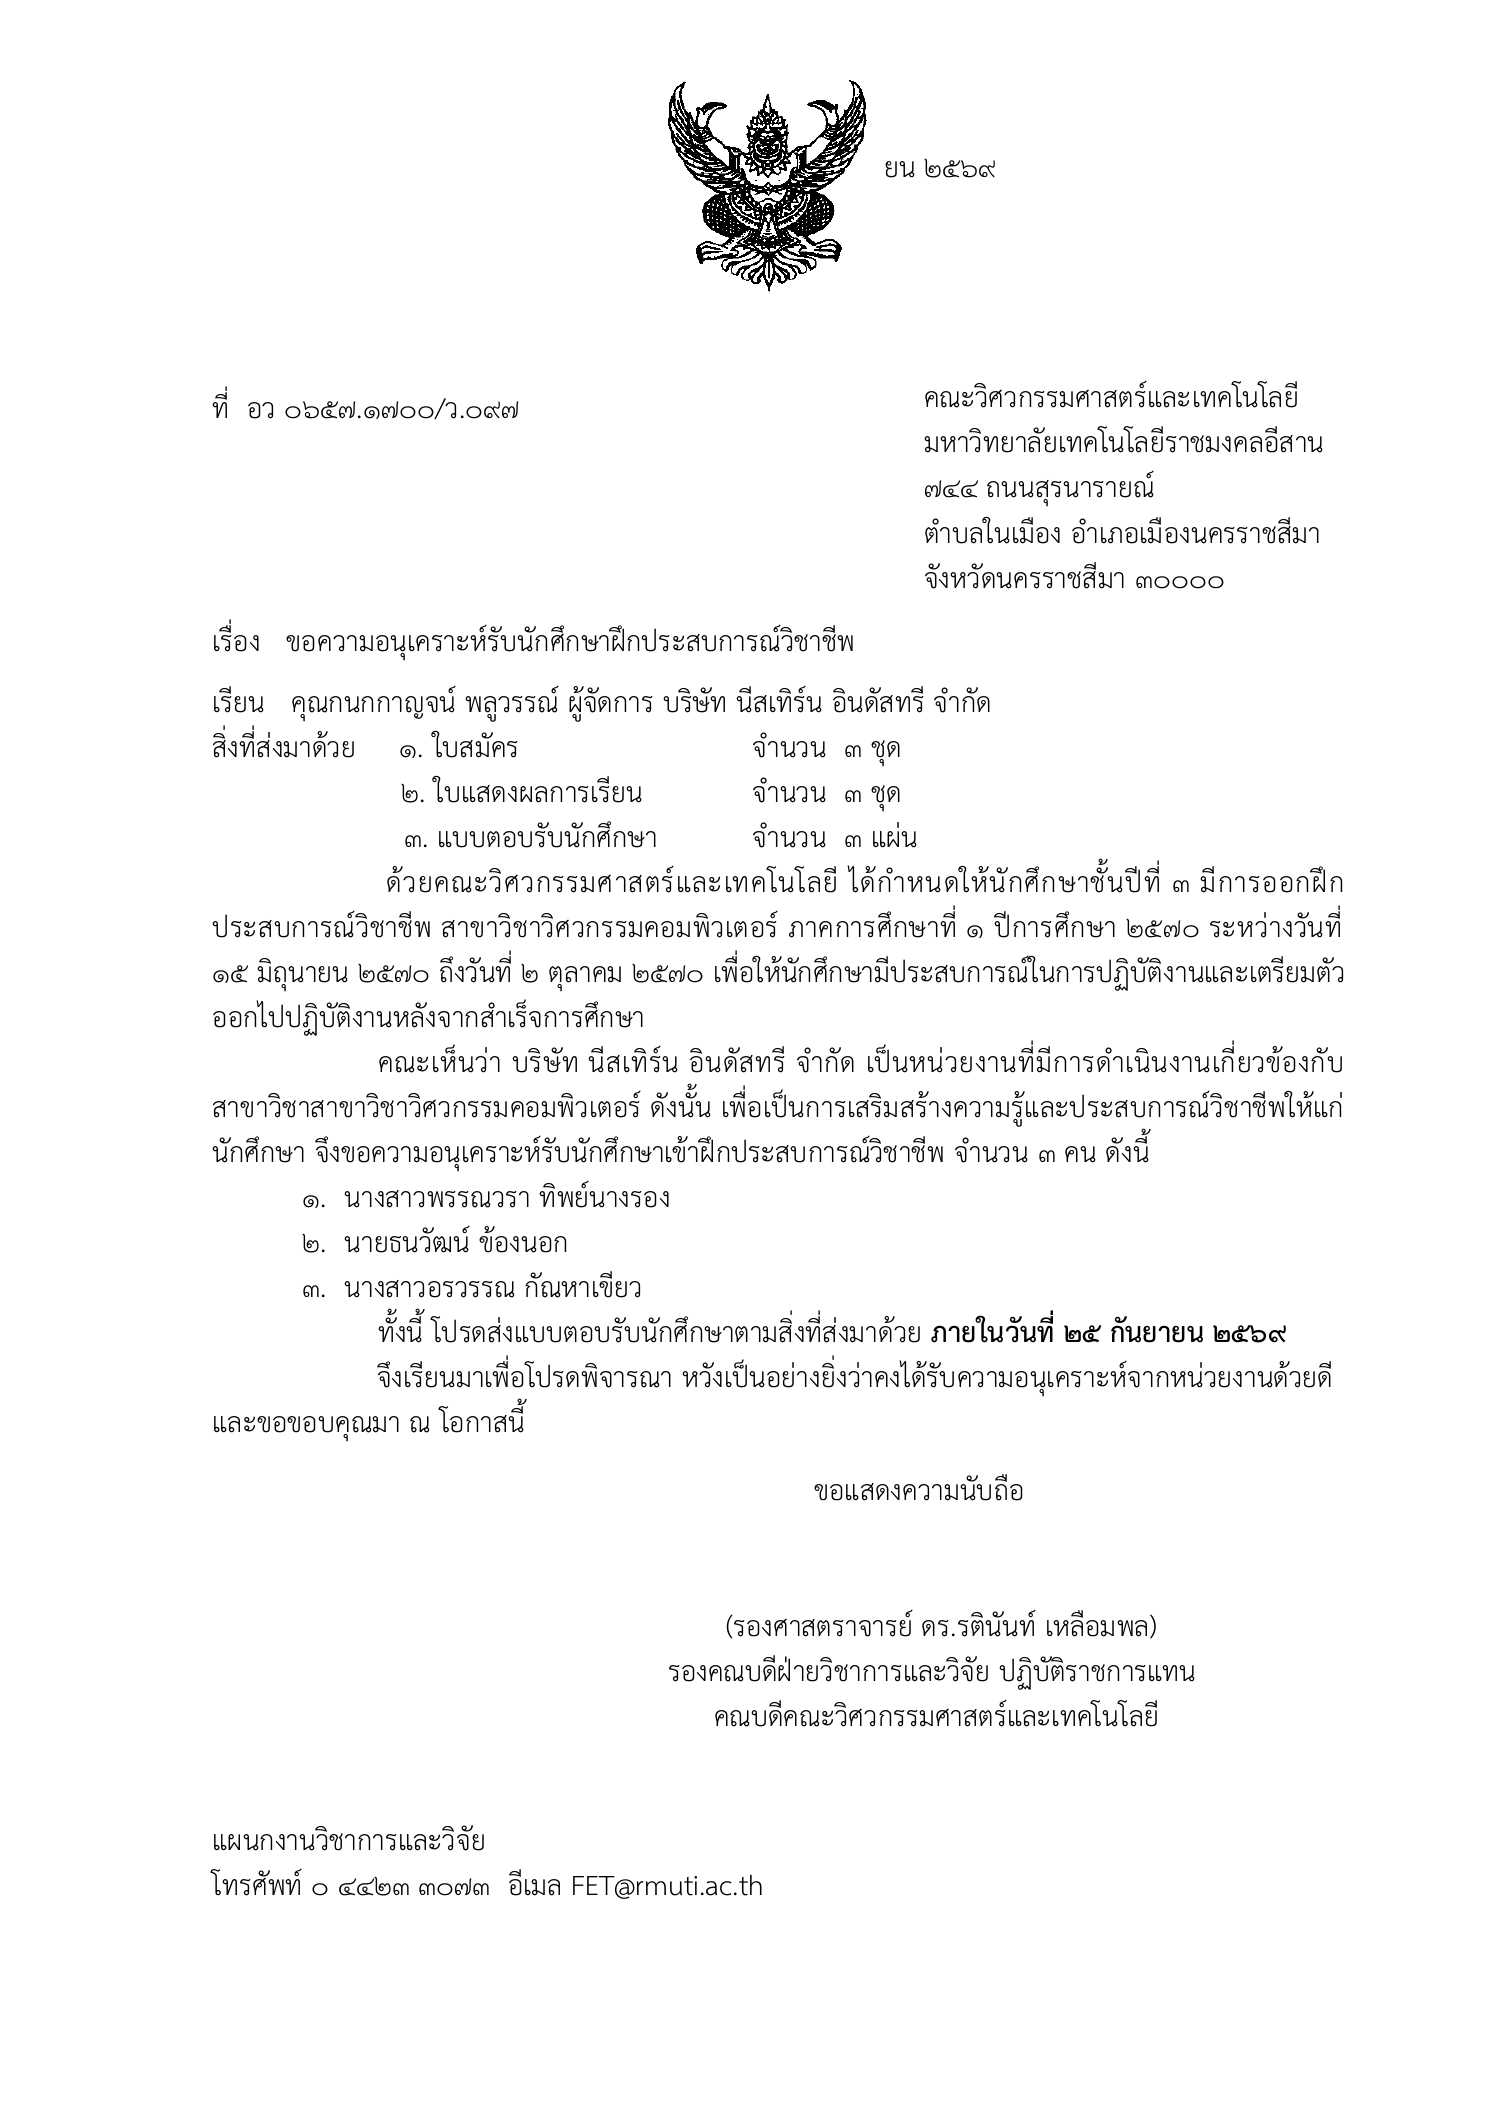 ยน ๒๕๖๙
ที่ อว ๐๖๕๗.๑๗๐๐/ว.๐๙๗
คณะวิศวกรรมศาสตร์และเทคโนโลยี
มหาวิทยาลัยเทคโนโลยีราชมงคลอีสาน
๗๔๔ ถนนสุรนารายณ์
ตำบลในเมือง อำเภอเมืองนครราชสีมา
จังหวัดนครราชสีมา ๓๐๐๐๐
เรื่อง ขอความอนุเคราะห์รับนักศึกษาฝึกประสบการณ์วิชาชีพ
เรียน คุณกนกกาญจน์ พลูวรรณ์ ผู้จัดการ บริษัท นีสเทิร์น อินดัสทรี จำกัด
สิ่งที่ส่งมาด้วย ๑. ใบสมัคร จำนวน ๓ ชุด
๒. ใบแสดงผลการเรียน จำนวน ๓ ชุด
๓. แบบตอบรับนักศึกษา จำนวน ๓ แผ่น
ด้วยคณะวิศวกรรมศาสตร์และเทคโนโลยี ได้กำหนดให้นักศึกษาชั้นปีที่ ๓ มีการออกฝึก
ประสบการณ์วิชาชีพ สาขาวิชาวิศวกรรมคอมพิวเตอร์ ภาคการศึกษาที่ ๑ ปีการศึกษา ๒๕๗๐ ระหว่างวันที่
๑๕ มิถุนายน ๒๕๗๐ ถึงวันที่ ๒ ตุลาคม ๒๕๗๐ เพื่อให้นักศึกษามีประสบการณ์ในการปฏิบัติงานและเตรียมตัว
ออกไปปฏิบัติงานหลังจากสำเร็จการศึกษา
คณะเห็นว่า บริษัท นีสเทิร์น อินดัสทรี จำกัด เป็นหน่วยงานที่มีการดำเนินงานเกี่ยวข้องกับ
สาขาวิชาสาขาวิชาวิศวกรรมคอมพิวเตอร์ ดังนั้น เพื่อเป็นการเสริมสร้างความรู้และประสบการณ์วิชาชีพให้แก่
นักศึกษา จึงขอความอนุเคราะห์รับนักศึกษาเข้าฝึกประสบการณ์วิชาชีพ จำนวน ๓ คน ดังนี้
๑. นางสาวพรรณวรา ทิพย์นางรอง
๒. นายธนวัฒน์ ข้องนอก
๓. นางสาวอรวรรณ กัณหาเขียว
ทั้งนี้ โปรดส่งแบบตอบรับนักศึกษาตามสิ่งที่ส่งมาด้วย ภายในวันที่ ๒๕ กันยายน ๒๕๖๙
จึงเรียนมาเพื่อโปรดพิจารณา หวังเป็นอย่างยิ่งว่าคงได้รับความอนุเคราะห์จากหน่วยงานด้วยดี
และขอขอบคุณมา ณ โอกาสนี้
ขอแสดงความนับถือ
(รองศาสตราจารย์ ดร.รตินันท์ เหลือมพล)
รองคณบดีฝ่ายวิชาการและวิจัย ปฏิบัติราชการแทน
คณบดีคณะวิศวกรรมศาสตร์และเทคโนโลยี
แผนกงานวิชาการและวิจัย
โทรศัพท์ ๐ ๔๔๒๓ ๓๐๗๓ อีเมล FET@rmuti.ac.th